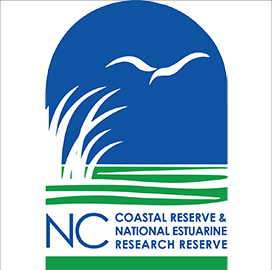 NC COASTAL RESERVE &
NATIONAL ESTUARINE
RESEARCH RESERVE